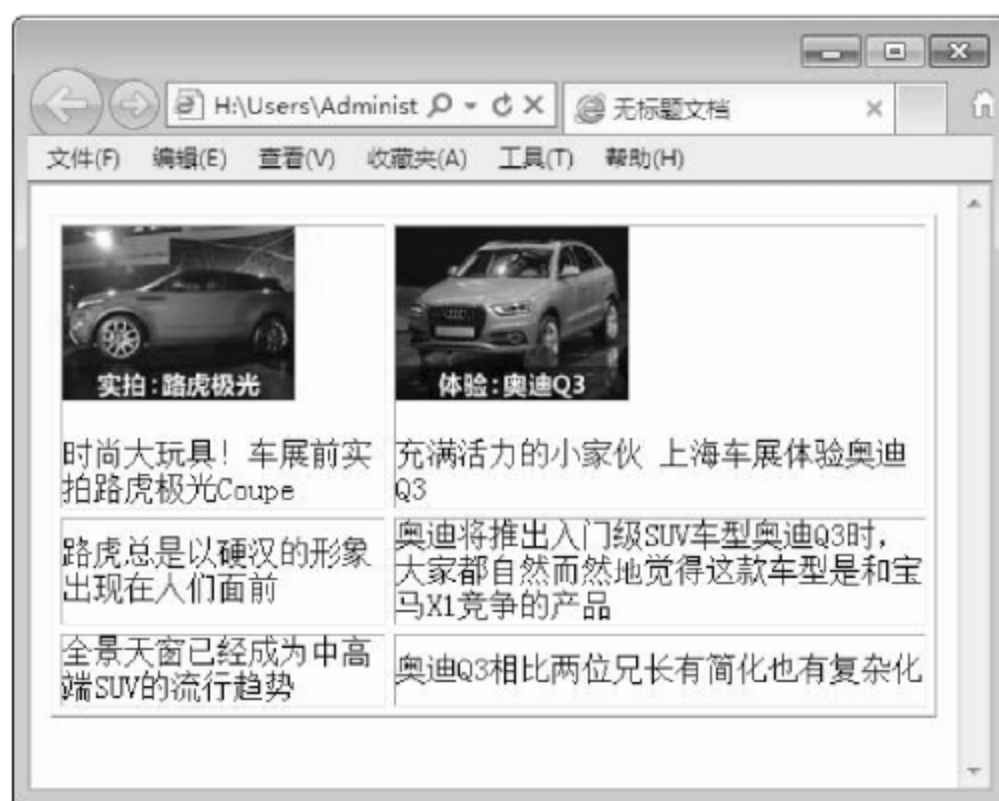 H:\Users\Administ
无标题文档
文件(F) 编辑(E) 查看(V) 收藏夹(A) 工具(T) 帮助(H)
实拍:路虎极光
体验:奥迪Q3
时尚大玩具！车展前实
拍路虎极光Coupe
充满活力的小家伙 上海车展体验奥迪
Q3
路虎总是以硬汉的形象
出现在人们面前
奥迪将推出入门级SUV车型奥迪Q3时，
大家都自然而然地觉得这款车型是和宝
马X1竞争的产品
全景天窗已经成为中高
端SUV的流行趋势
奥迪Q3相比两位兄长有简化也有复杂化